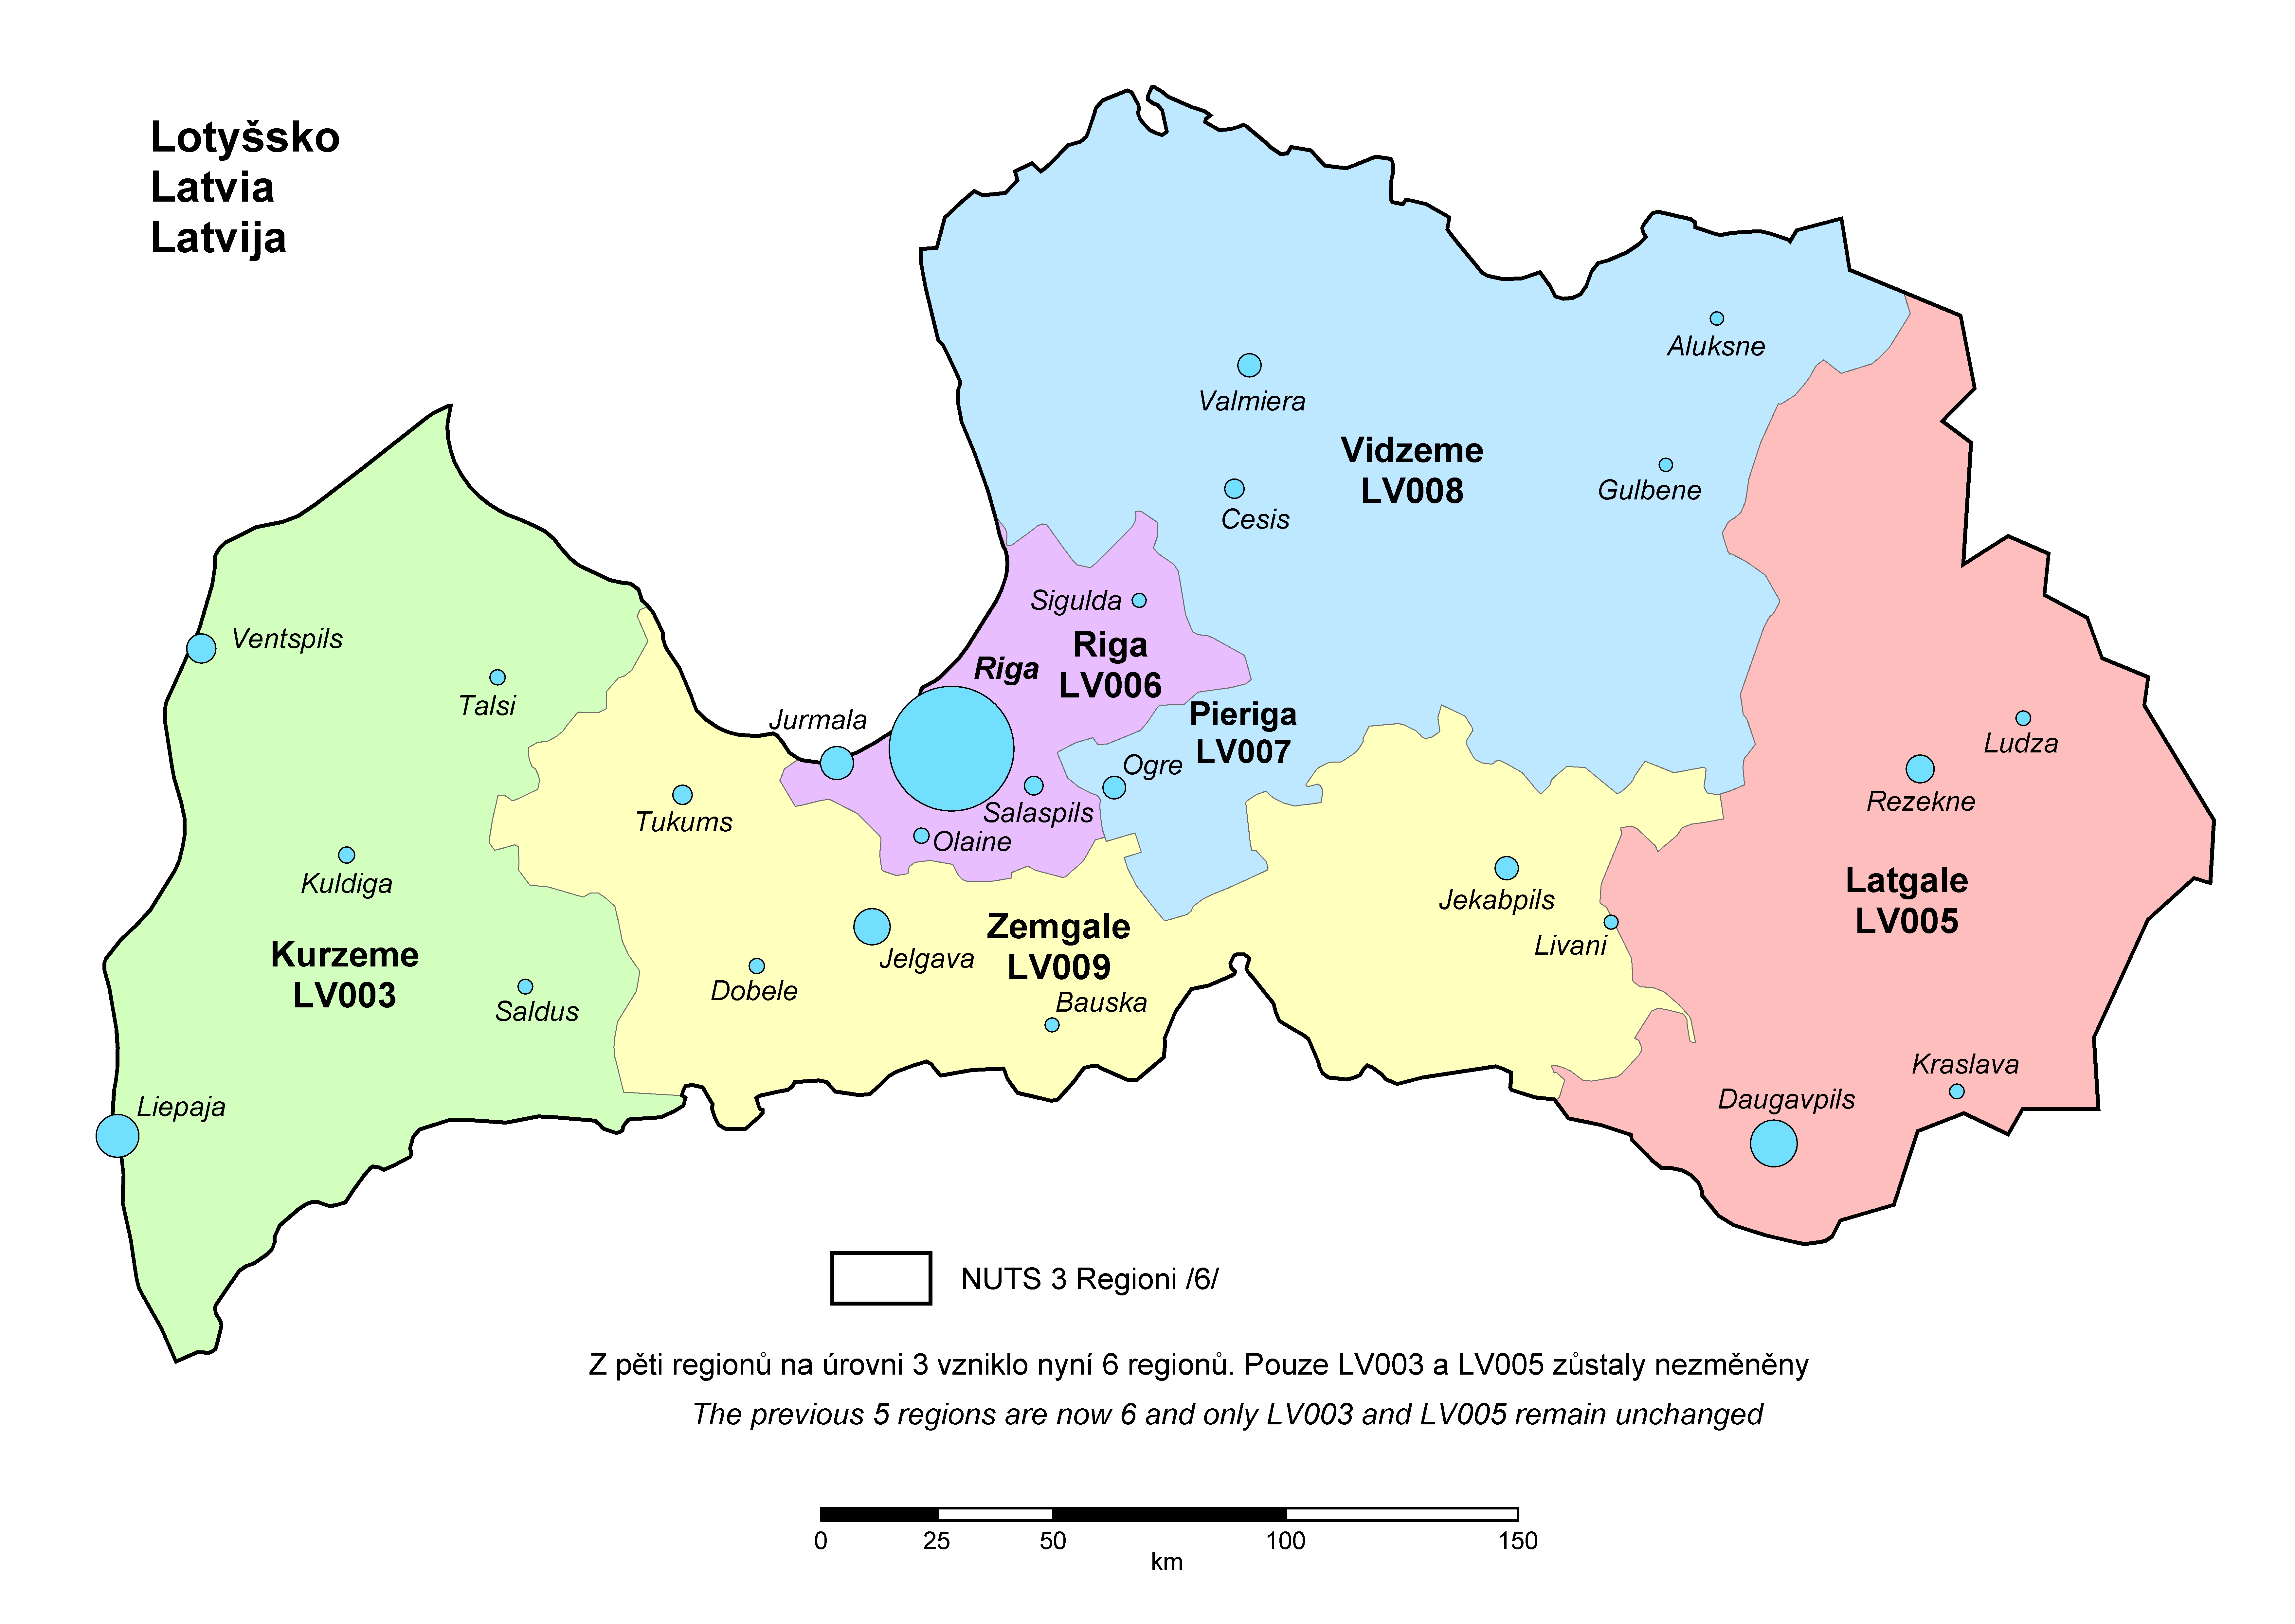 Lotyšsko
Latvia
Latvija
Aluksne
Valmiera
Vidzeme
LV008
Gulbene
Cesis
Sigulda
Riga
LV006
Riga
Ventspils
Talsi
Jurmala
Pieriga
LV007
Ogre
Ludza
Rezekne
Tukums
Salaspils
Olaine
Kuldiga
Jekabpils
Latgale
LV005
Livani
Kurzeme
LV003
Zemgale
LV009
Jelgava
Dobele
Bauska
Saldus
Kraslava
Daugavpils
Liepaja
NUTS 3 Regioni /6/
Z pěti regionů na úrovni 3 vzniklo nyní 6 regionů. Pouze LV003 a LV005 zůstaly nezměněny
The previous 5 regions are now 6 and only LV003 and LV005 remain unchanged
0 25 50 100 150
km